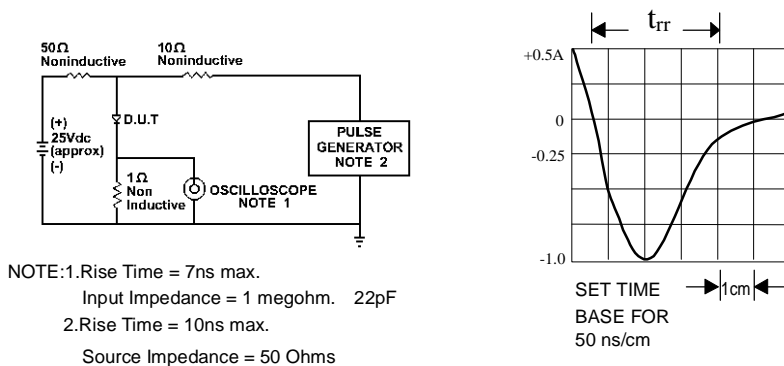 50Ω
Noninductive
10Ω
Noninductive
(+)
25Vdc
(approx)
(-)
D.U.T
1Ω
Non
Inductive
OSCILLOSCOPE
NOTE 1
PULSE
GENERATOR
NOTE 2
NOTE:1.Rise Time = 7ns max.
Input Impedance = 1 megohm. 22pF
2.Rise Time = 10ns max.
Source Impedance = 50 Ohms
trr
+0.5A
0
-0.25
-1.0
1cm
SET TIME
BASE FOR
50 ns/cm